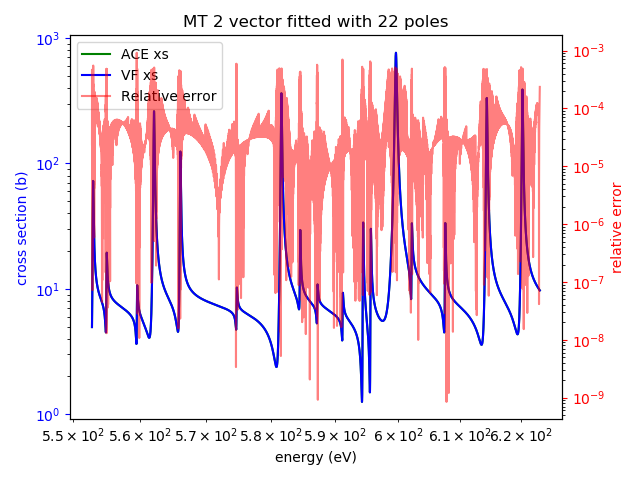 MT 2 vector fitted with 22 poles
ACE xs
VF xs
Relative error
cross section (b)
10³
10²
10¹
10⁰
relative error
10⁻³
10⁻⁴
10⁻⁵
10⁻⁶
10⁻⁷
10⁻⁸
10⁻⁹
5.5 × 10² 5.6 × 10² 5.7 × 10² 5.8 × 10² 5.9 × 10² 6 × 10² 6.1 × 10² 6.2 × 10²
energy (eV)